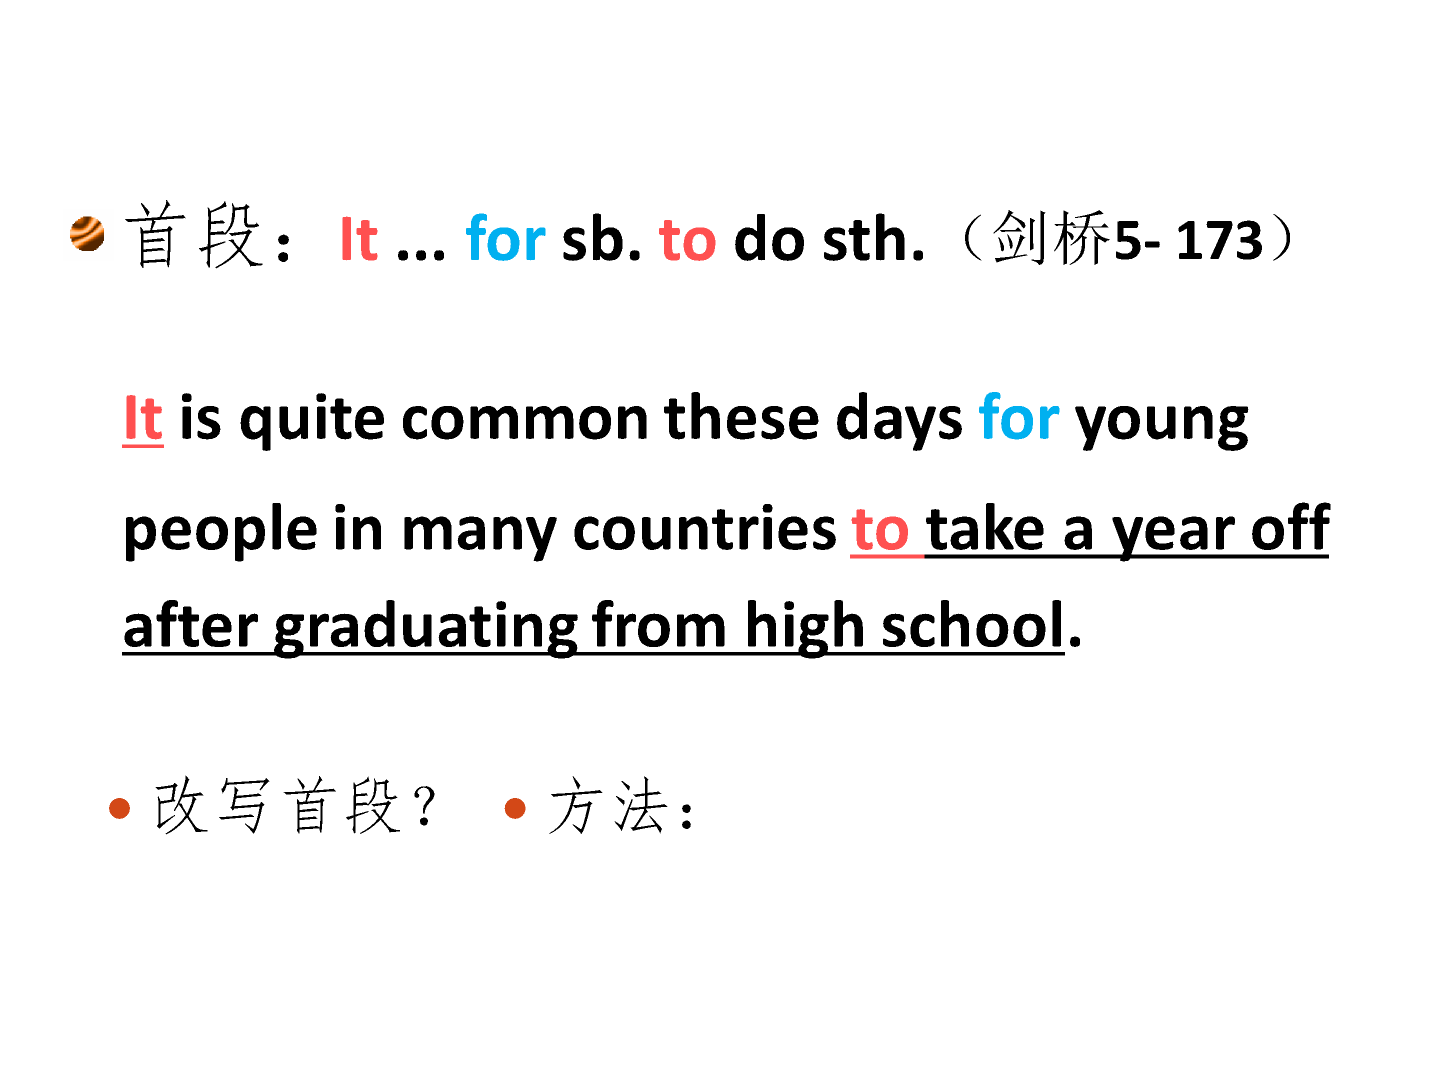 首段：It ... for sb. to do sth.（剑桥5- 173）
It is quite common these days for young
people in many countries to take a year off
after graduating from high school.
改写首段？ 方法：